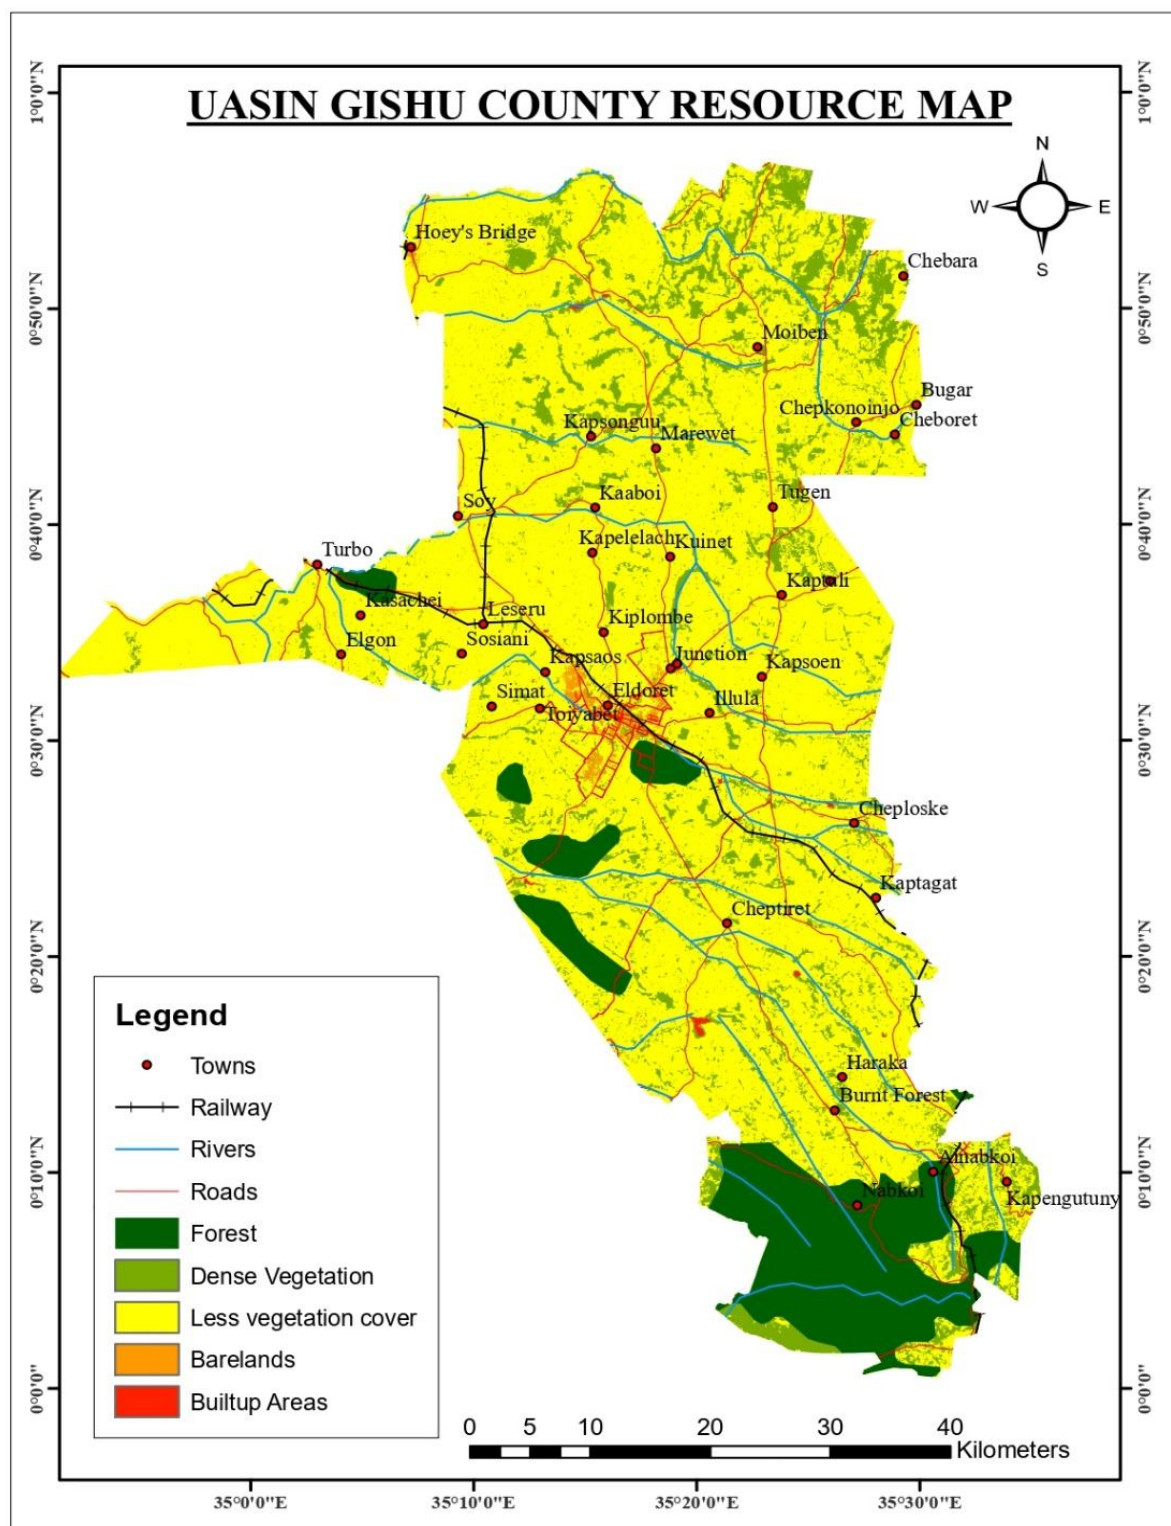 UASIN GISHU COUNTY RESOURCE MAP
1°0'0"N
1°0'0"N
N
W
E
S
Hoey's Bridge
Chebara
0°50'0"N
0°50'0"N
Moiben
Bugar
Chepkonoinjo
Cheboret
Kapsonguu
Marewet
Soy
Kaaboi
Tugen
0°40'0"N
0°40'0"N
Turbo
Kapelelach
Kuinet
Kaptuli
Kasachei
Leseru
Kiplombe
Elgon
Sosiani
Kapsaos
Junction
Kapsoen
Simat
Eldoret
Illula
Toiyabet
0°30'0"N
0°30'0"N
Cheploske
Kaptagat
Cheptiret
0°20'0"N
0°20'0"N
Haraka
Burnt Forest
0°10'0"N
0°10'0"N
Ainabkoi
Nabkoi
Kapengutuny
0°0'0"
0°0'0"
Legend
Towns
Railway
Rivers
Roads
Forest
Dense Vegetation
Less vegetation cover
Barelands
Builtup Areas
0 5 10 20 30 40
Kilometers
35°0'0"E 35°10'0"E 35°20'0"E 35°30'0"E